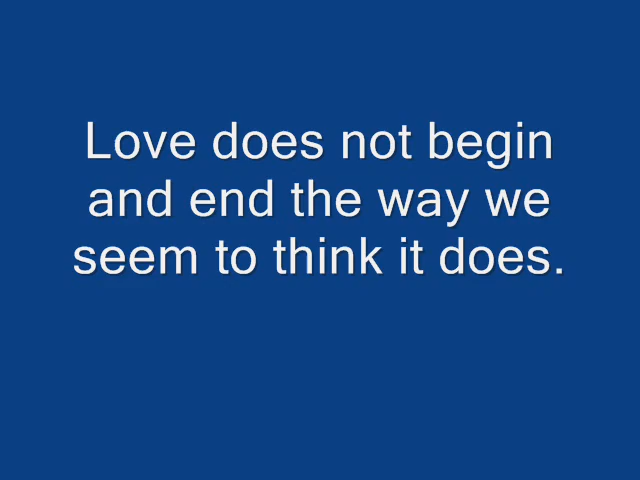 Love does not begin
and end the way we
seem to think it does.